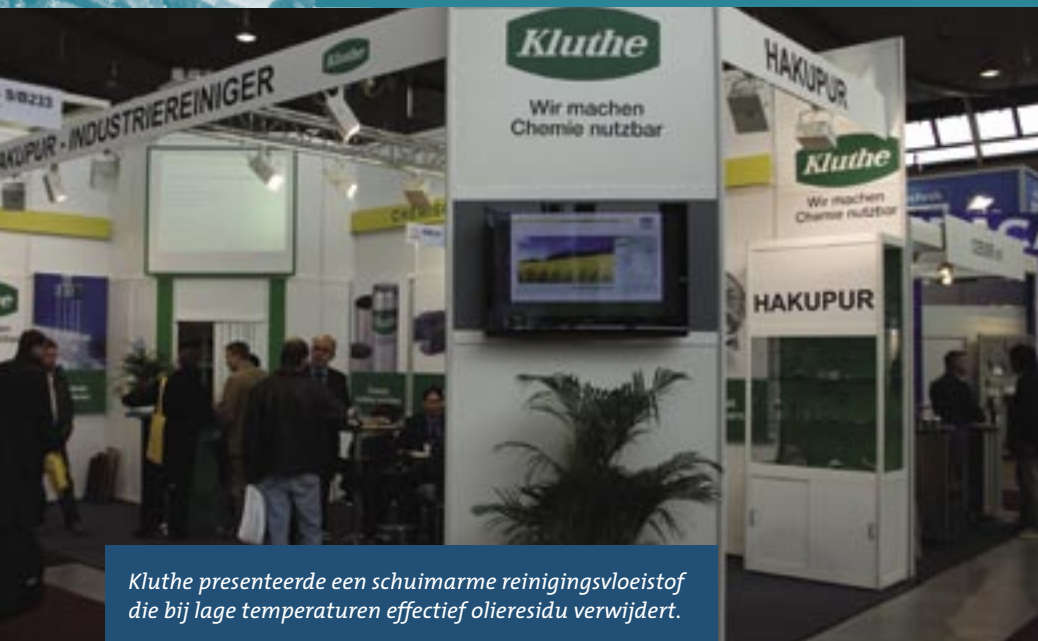 9/B233
HAKUPUR - INDUSTRIEREINIGER
Kluthe
Kluthe
Wir machen
Chemie nutzbar
HAKUPUR
Kluthe
Wir machen
Chemie nutzbar
HAKUPUR
Kluthe presenteerde een schuimarme reinigingsvloeistof
die bij lage temperaturen effectief olieresidu verwijdert.